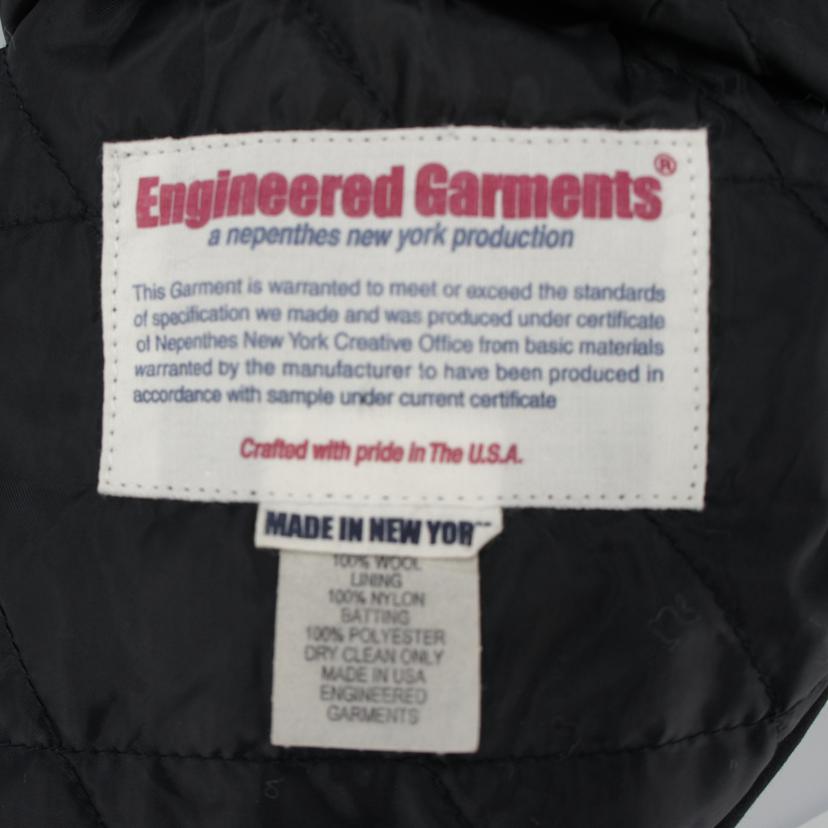 Engineered Garments®
a nepenthes new york production
This Garment is warranted to meet or exceed the standards
of specification we made and was produced under certificate
of Nepenthes New York Creative Office from basic materials
warranted by the manufacturer to have been produced in
accordance with sample under current certificate
Crafted with pride in The U.S.A.
MADE IN NEW YOR
100% WOOL
LINING
100% NYLON
BATTING
100% POLYESTER
DRY CLEAN ONLY
MADE IN USA
ENGINEERED
GARMENTS